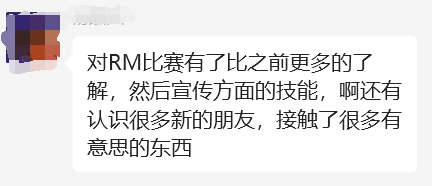 对RM比赛有了比之前更多的了
解，然后宣传方面的技能，啊还有
认识很多新的朋友，接触了很多有
意思的东西